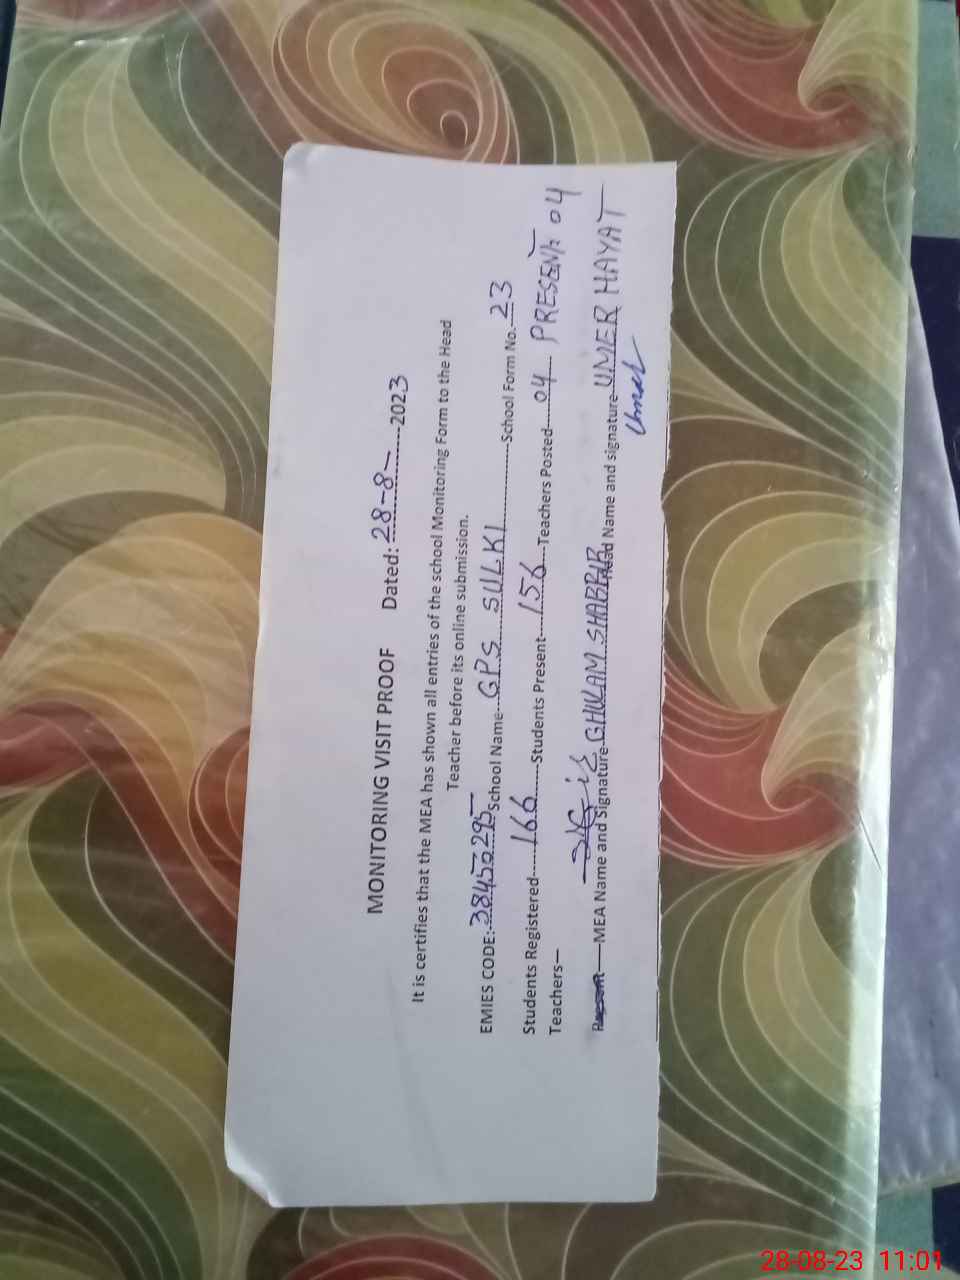 MONITORING VISIT PROOF Dated: 28-8-------2023
It is certifies that the MEA has shown all entries of the school Monitoring Form to the Head
Teacher before its online submission.
EMIES CODE:-38450295 School Name---GPS SULKI-----------School Form No.-23
Students Registered-----166------Students Present----156---Teachers Posted-----04---- PRESENT 04
Teachers—
—MEA Name and Signature-GHULAM SHABBIR Head Name and signature-UMER HAYAT
Umer
28-08-23 11:01